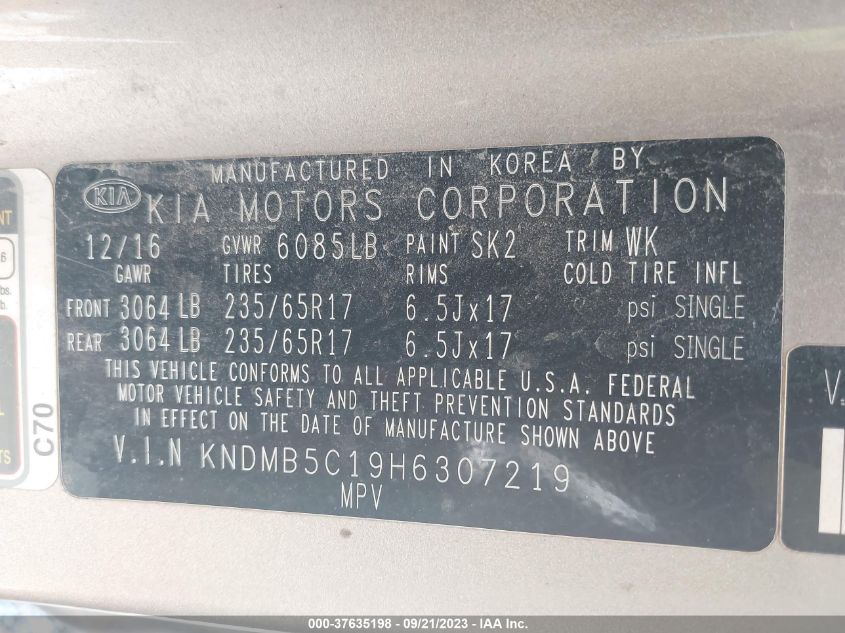 MANUFACTURED IN KOREA BY
KIA KIA MOTORS CORPORATION
12/16 GVWR 6085LB PAINT SK2 TRIM WK
GAWR TIRES RIMS COLD TIRE INFL
FRONT 3064 LB 235/65R17 6.5Jx17 psi SINGLE
REAR 3064 LB 235/65R17 6.5Jx17 psi SINGLE
THIS VEHICLE CONFORMS TO ALL APPLICABLE U.S.A. FEDERAL
MOTOR VEHICLE SAFETY AND THEFT PREVENTION STANDARDS
IN EFFECT ON THE DATE OF MANUFACTURE SHOWN ABOVE
V.I.N KNDMB5C19H6307219
MPV
C70
000-37635198 - 09/21/2023 - IAA Inc.